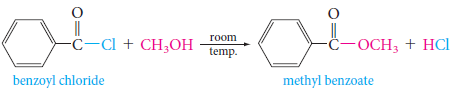 O O
C—Cl + CH₃OH room temp. C—OCH₃ + HCl
benzoyl chloride methyl benzoate